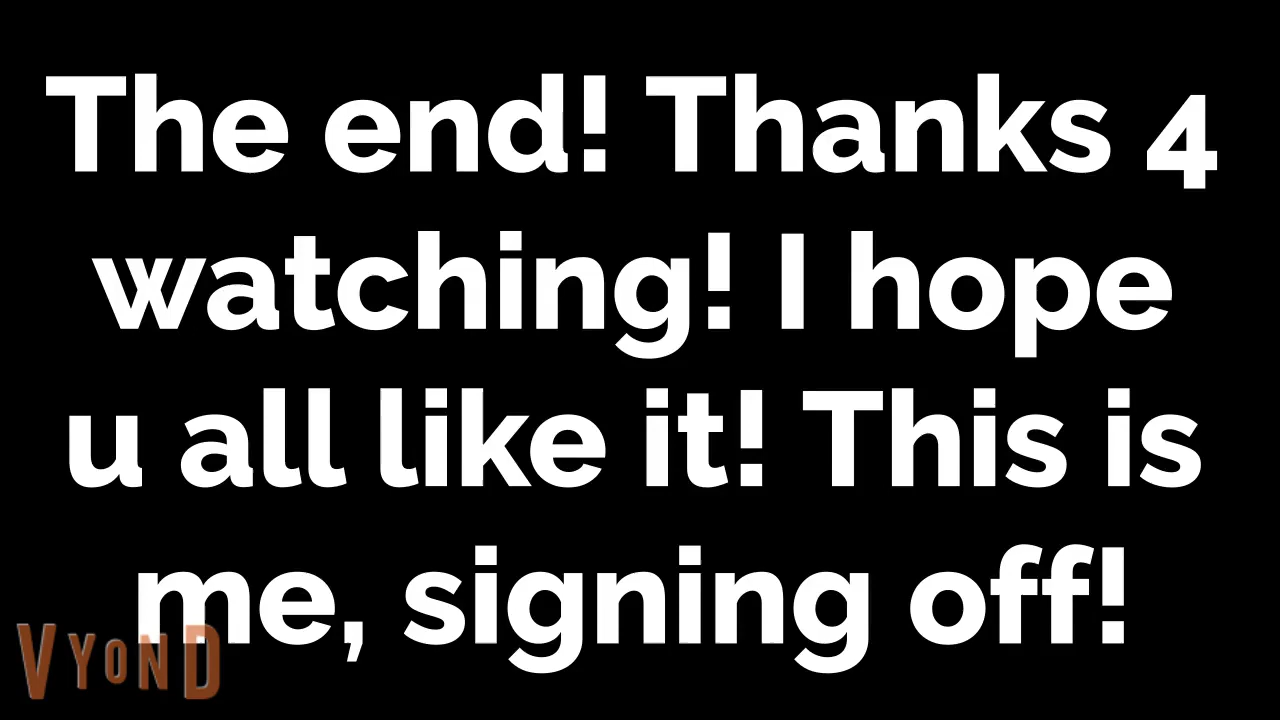 The end! Thanks 4
watching! I hope
u all like it! This is
me, signing off!
VYOND